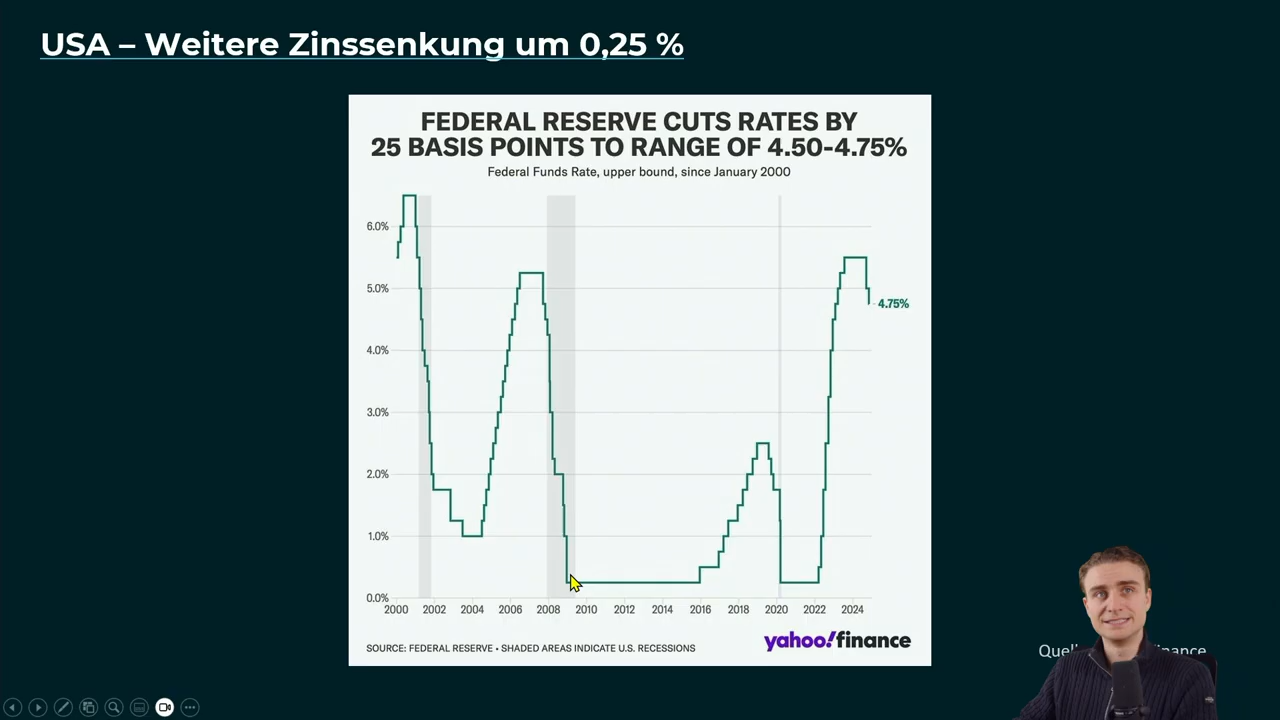 USA – Weitere Zinssenkung um 0,25 %
FEDERAL RESERVE CUTS RATES BY
25 BASIS POINTS TO RANGE OF 4.50-4.75%
Federal Funds Rate, upper bound, since January 2000
6.0%
5.0%
4.75%
4.0%
3.0%
2.0%
1.0%
0.0%
2000 2002 2004 2006 2008 2010 2012 2014 2016 2018 2020 2022 2024
SOURCE: FEDERAL RESERVE • SHADED AREAS INDICATE U.S. RECESSIONS
yahoo!finance